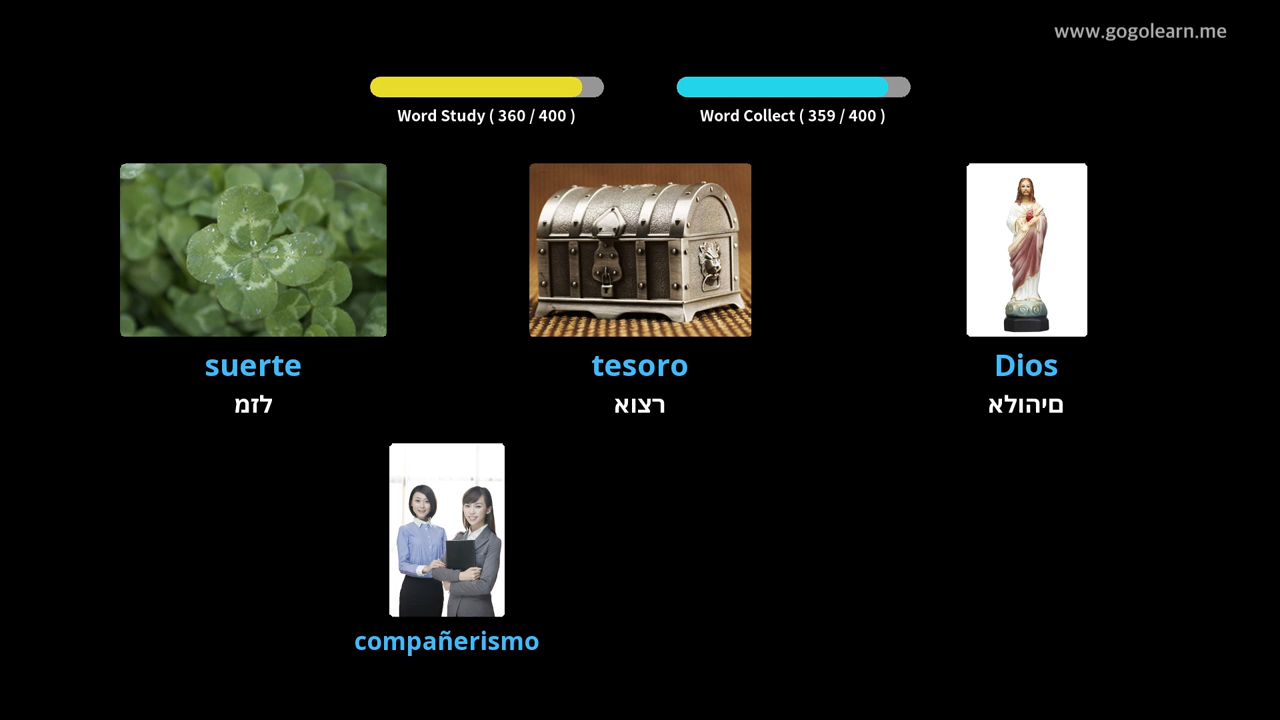 www.gogolearn.me
Word Study ( 360 / 400 )
Word Collect ( 359 / 400 )
suerte
לזמ
tesoro
רצוא
Dios
םיהולא
compañerismo